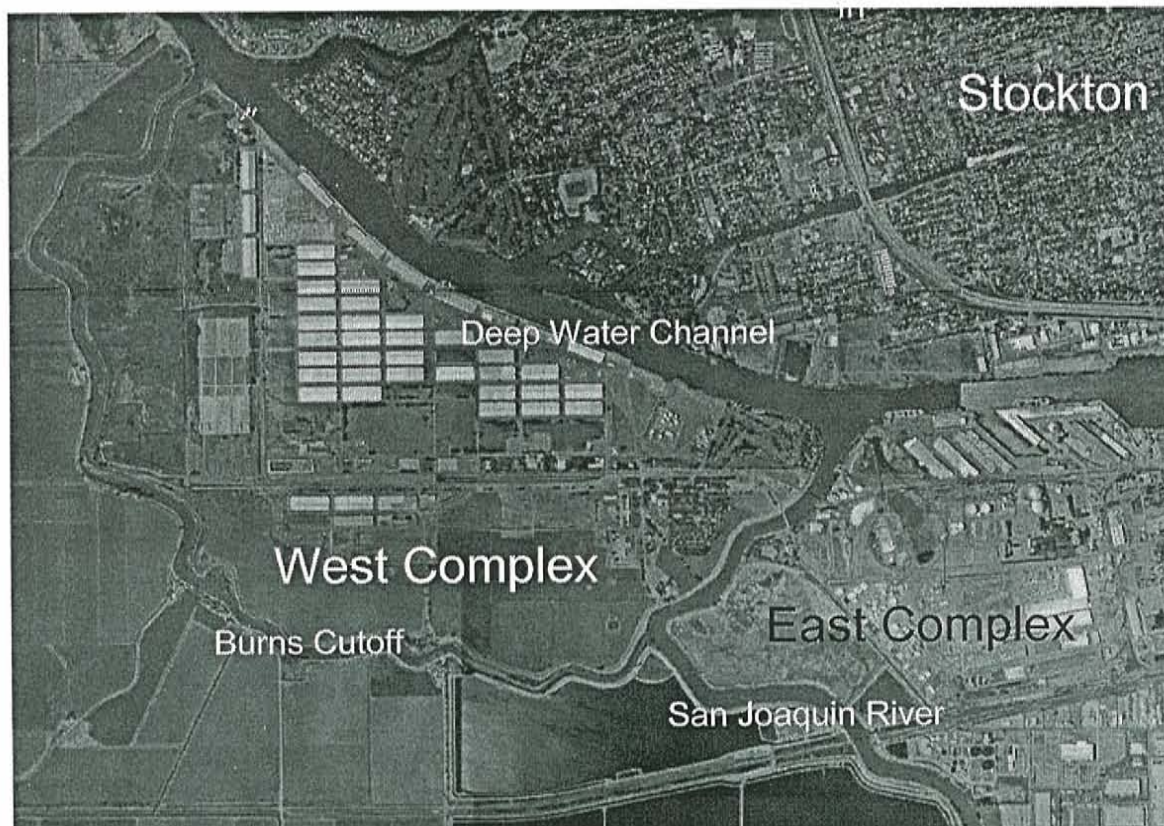 Stockton
Deep Water Channel
West Complex
East Complex
Burns Cutoff
San Joaquin River